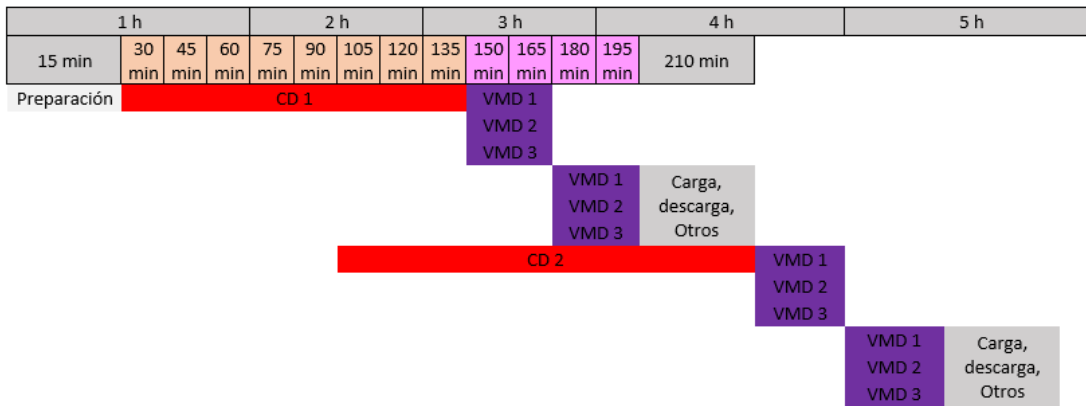 1 h 2 h 3 h 4 h 5 h
15 min 30 min 45 min 60 min 75 min 90 min 105 min 120 min 135 min 150 min 165 min 180 min 195 min 210 min
Preparación CD 1 VMD 1
VMD 2
VMD 3
VMD 1 Carga,
VMD 2 descarga,
VMD 3 Otros
CD 2 VMD 1
VMD 2
VMD 3
VMD 1 Carga,
VMD 2 descarga,
VMD 3 Otros